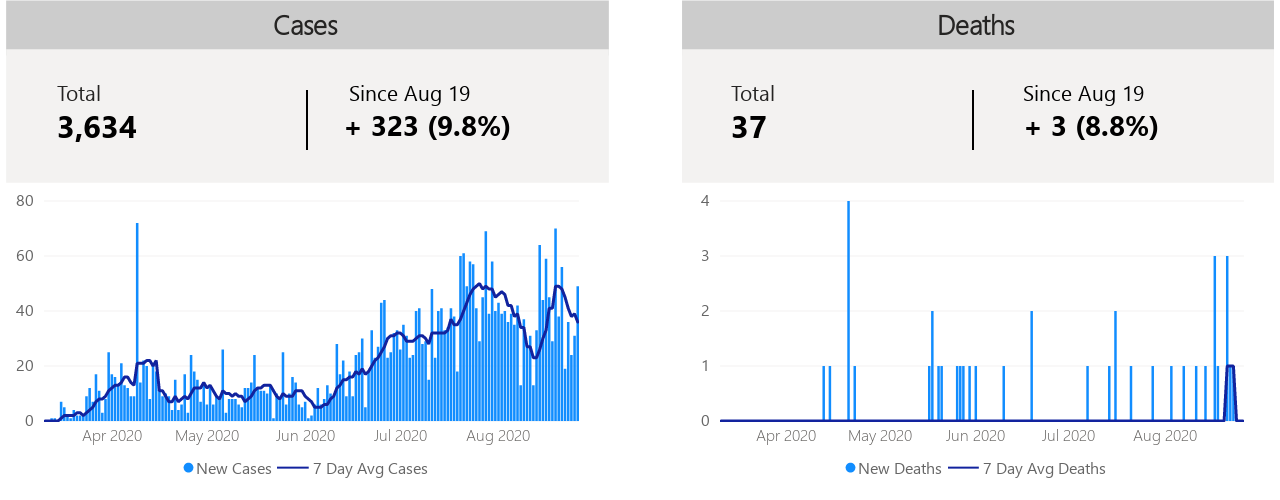 Cases
Total
Since Aug 19
3,634
+ 323 (9.8%)
80
60
40
20
0
Apr 2020 May 2020 Jun 2020 Jul 2020 Aug 2020
New Cases 7 Day Avg Cases
Deaths
Total
Since Aug 19
37
+ 3 (8.8%)
4
3
2
1
0
Apr 2020 May 2020 Jun 2020 Jul 2020 Aug 2020
New Deaths 7 Day Avg Deaths